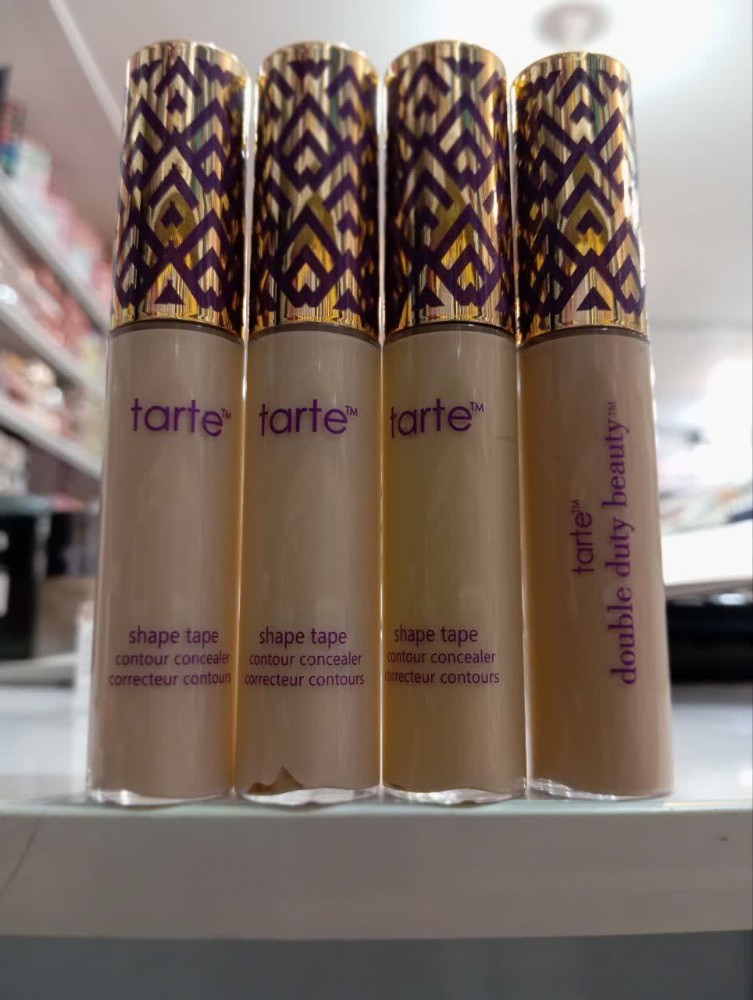 tarte™
shape tape
contour concealer
correcteur contours
tarte™
shape tape
contour concealer
correcteur contours
tarte™
shape tape
contour concealer
correcteur contours
tarte™
double duty beauty™